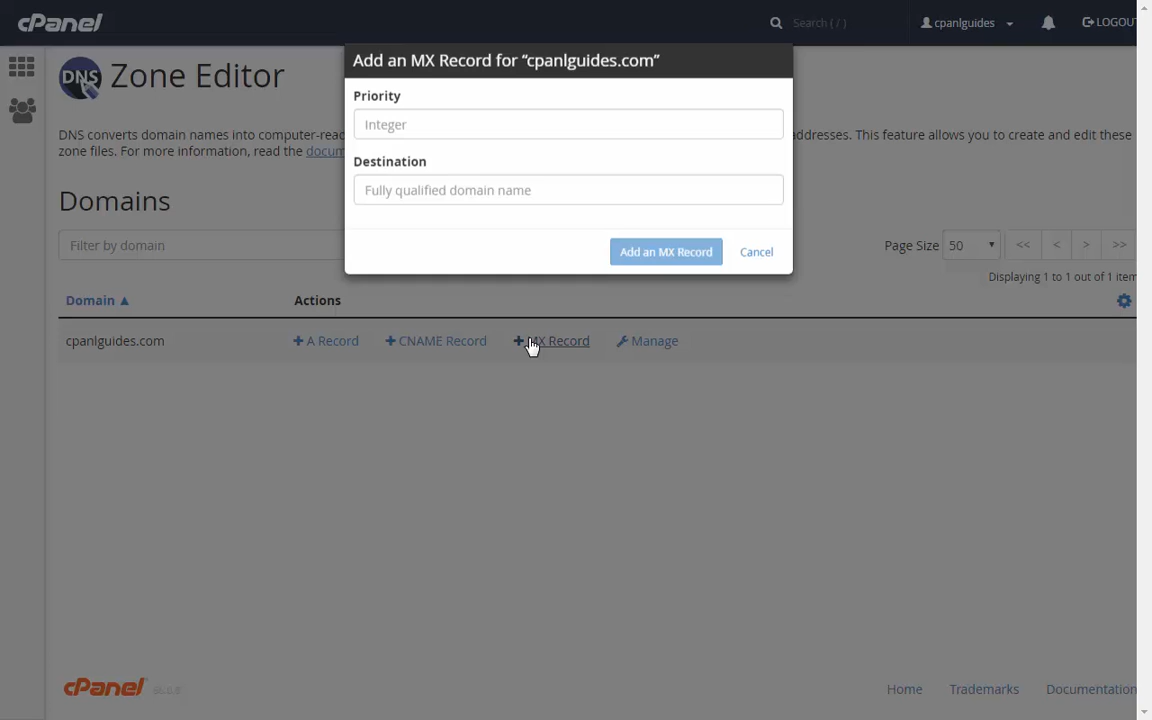 cPanel
Search ( / )
cpanlguides
LOGOU
DNS
Zone Editor
Add an MX Record for “cpanlguides.com”
Priority
Integer
DNS converts domain names into computer-rea
addresses. This feature allows you to create and edit these
zone files. For more information, read the docum
Destination
Fully qualified domain name
Domains
Filter by domain
Page Size
50
<<
<
>
>>
Add an MX Record
Cancel
Displaying 1 to 1 out of 1 item
Domain
Actions
cpanlguides.com
A Record
CNAME Record
MX Record
Manage
cPanel
Home
Trademarks
Documentation